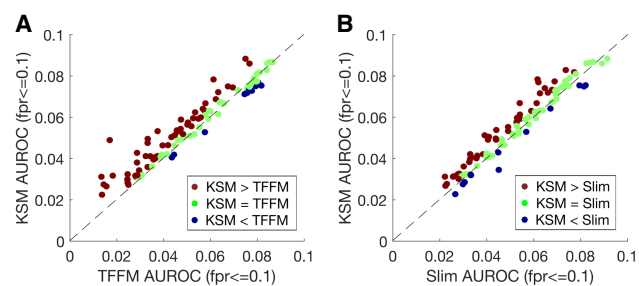 A
0.1
0.08
0.06
0.04
0.02
0
KSM AUROC (fpr<=0.1)
KSM > TFFM
KSM = TFFM
KSM < TFFM
0 0.02 0.04 0.06 0.08 0.1
TFFM AUROC (fpr<=0.1)
B
0.1
0.08
0.06
0.04
0.02
0
KSM AUROC (fpr<=0.1)
KSM > Slim
KSM = Slim
KSM < Slim
0 0.02 0.04 0.06 0.08 0.1
Slim AUROC (fpr<=0.1)